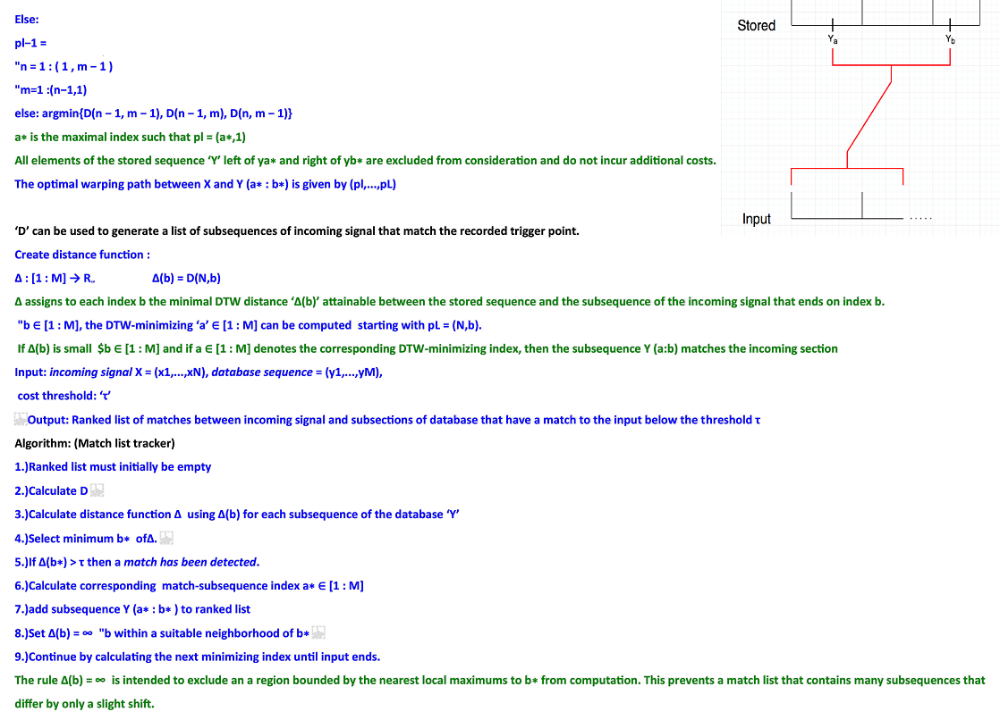 Else:
pl−1 =
"n = 1 : ( 1 , m − 1 )
"m=1 :(n−1,1)
else: argmin{D(n − 1, m − 1), D(n − 1, m), D(n, m − 1)}
a∗ is the maximal index such that pl = (a∗,1)
All elements of the stored sequence ‘Y’ left of ya∗ and right of yb∗ are excluded from consideration and do not incur additional costs.
The optimal warping path between X and Y (a∗ : b∗) is given by (pl,...,pL)
Stored
Ya
Yb
Input
‘D’ can be used to generate a list of subsequences of incoming signal that match the recorded trigger point.
Create distance function :
Δ : [1 : M] → R, Δ(b) = D(N,b)
Δ assigns to each index b the minimal DTW distance ‘Δ(b)’ attainable between the stored sequence and the subsequence of the incoming signal that ends on index b.
"b ∈ [1 : M], the DTW-minimizing ‘a’ ∈ [1 : M] can be computed starting with pL = (N,b).
If Δ(b) is small $b ∈ [1 : M] and if a ∈ [1 : M] denotes the corresponding DTW-minimizing index, then the subsequence Y (a:b) matches the incoming section
Input: incoming signal X = (x1,...,xN), database sequence = (y1,...,yM),
cost threshold: ‘τ’
Output: Ranked list of matches between incoming signal and subsections of database that have a match to the input below the threshold τ
Algorithm: (Match list tracker)
1.)Ranked list must initially be empty
2.)Calculate D
3.)Calculate distance function Δ using Δ(b) for each subsequence of the database ‘Y’
4.)Select minimum b∗ ofΔ.
5.)If Δ(b∗) > τ then a match has been detected.
6.)Calculate corresponding match-subsequence index a∗ ∈ [1 : M]
7.)add subsequence Y (a∗ : b∗ ) to ranked list
8.)Set Δ(b) = ∞ "b within a suitable neighborhood of b∗
9.)Continue by calculating the next minimizing index until input ends.
The rule Δ(b) = ∞ is intended to exclude an a region bounded by the nearest local maximums to b∗ from computation. This prevents a match list that contains many subsequences that
differ by only a slight shift.